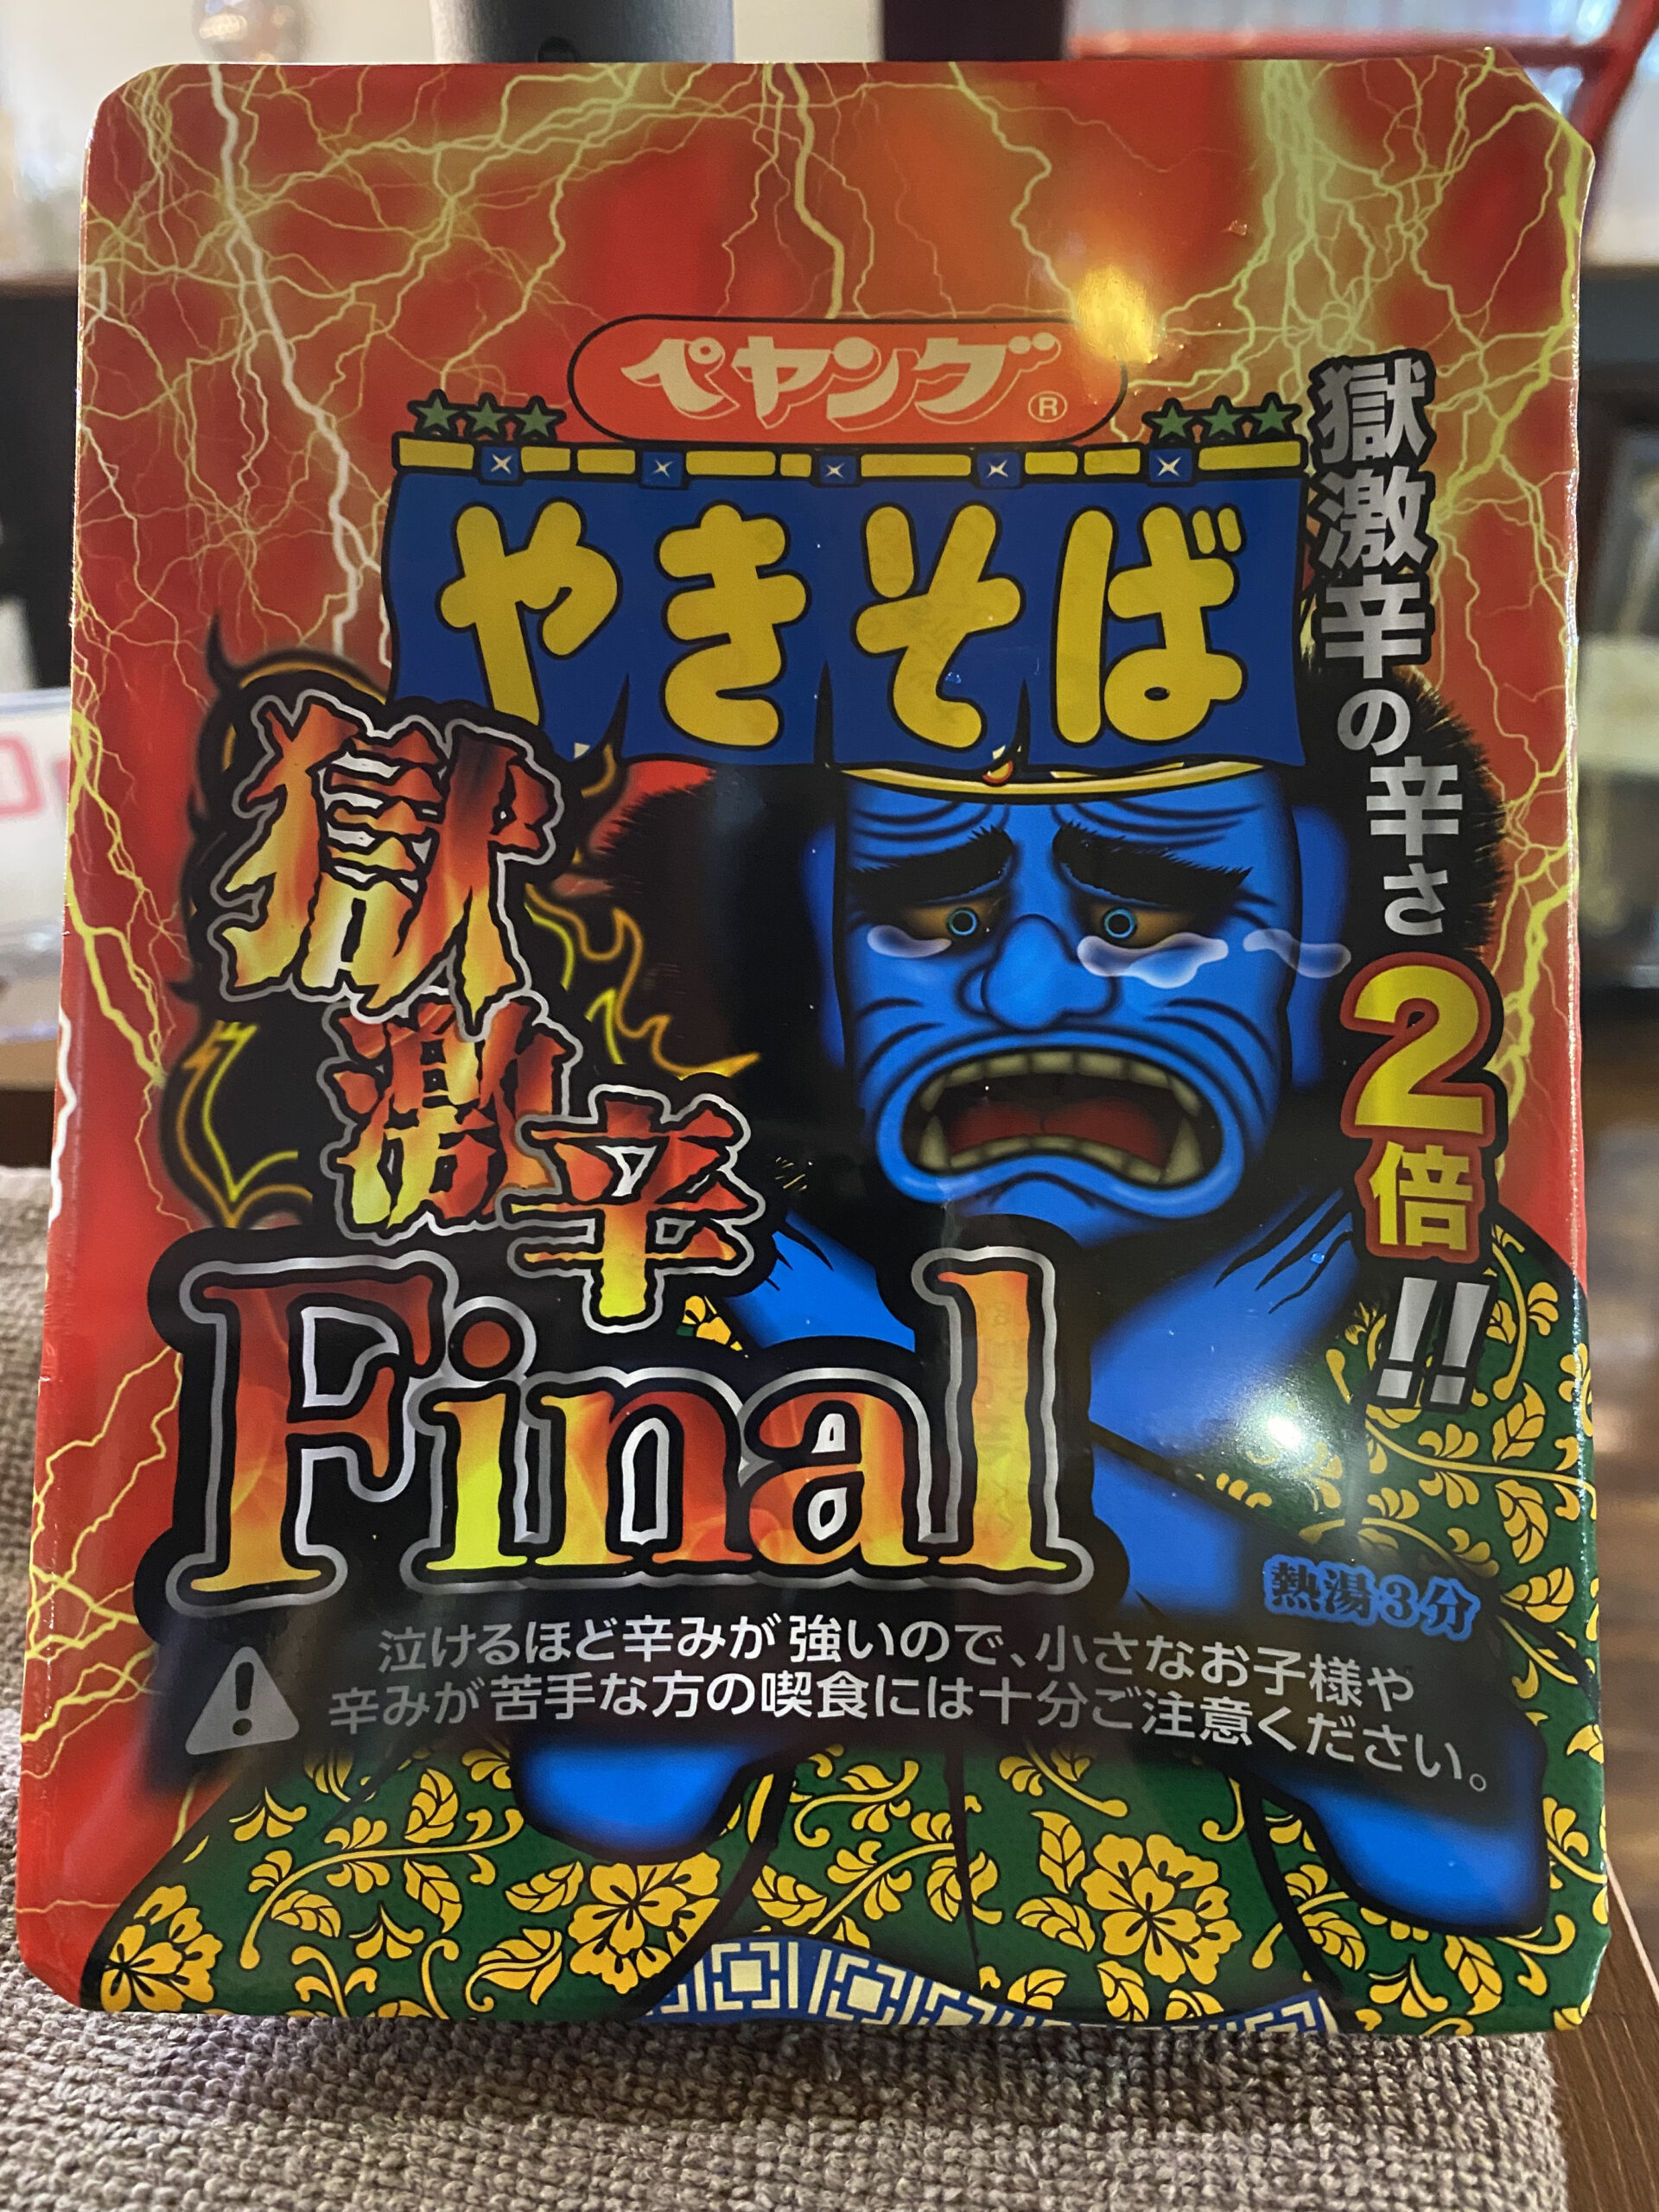 ペヤング®
やきそば
獄激辛の辛さ2倍!!
獄激辛
Final
熱湯3分
泣けるほど辛みが強いので、小さなお子様や
辛みが苦手な方の喫食には十分ご注意ください。